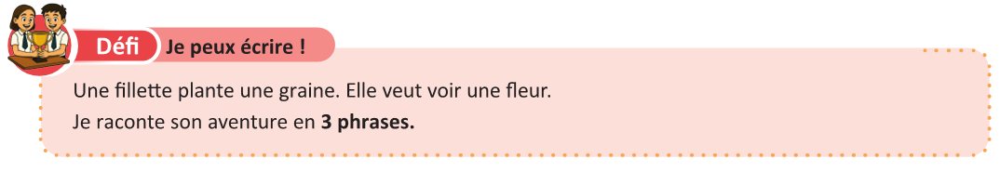 Défi Je peux écrire !
Une fillette plante une graine. Elle veut voir une fleur.
Je raconte son aventure en 3 phrases.